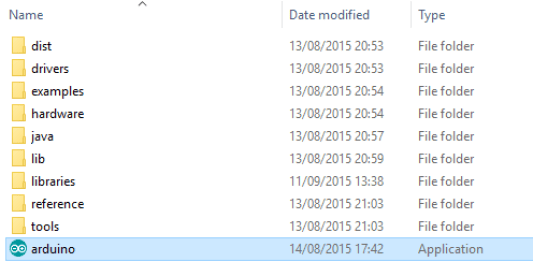 Name Date modified Type
dist 13/08/2015 20:53 File folder
drivers 13/08/2015 20:53 File folder
examples 13/08/2015 20:54 File folder
hardware 13/08/2015 20:54 File folder
java 13/08/2015 20:57 File folder
lib 13/08/2015 20:59 File folder
libraries 11/09/2015 13:38 File folder
reference 13/08/2015 21:03 File folder
tools 13/08/2015 21:03 File folder
arduino 14/08/2015 17:42 Application